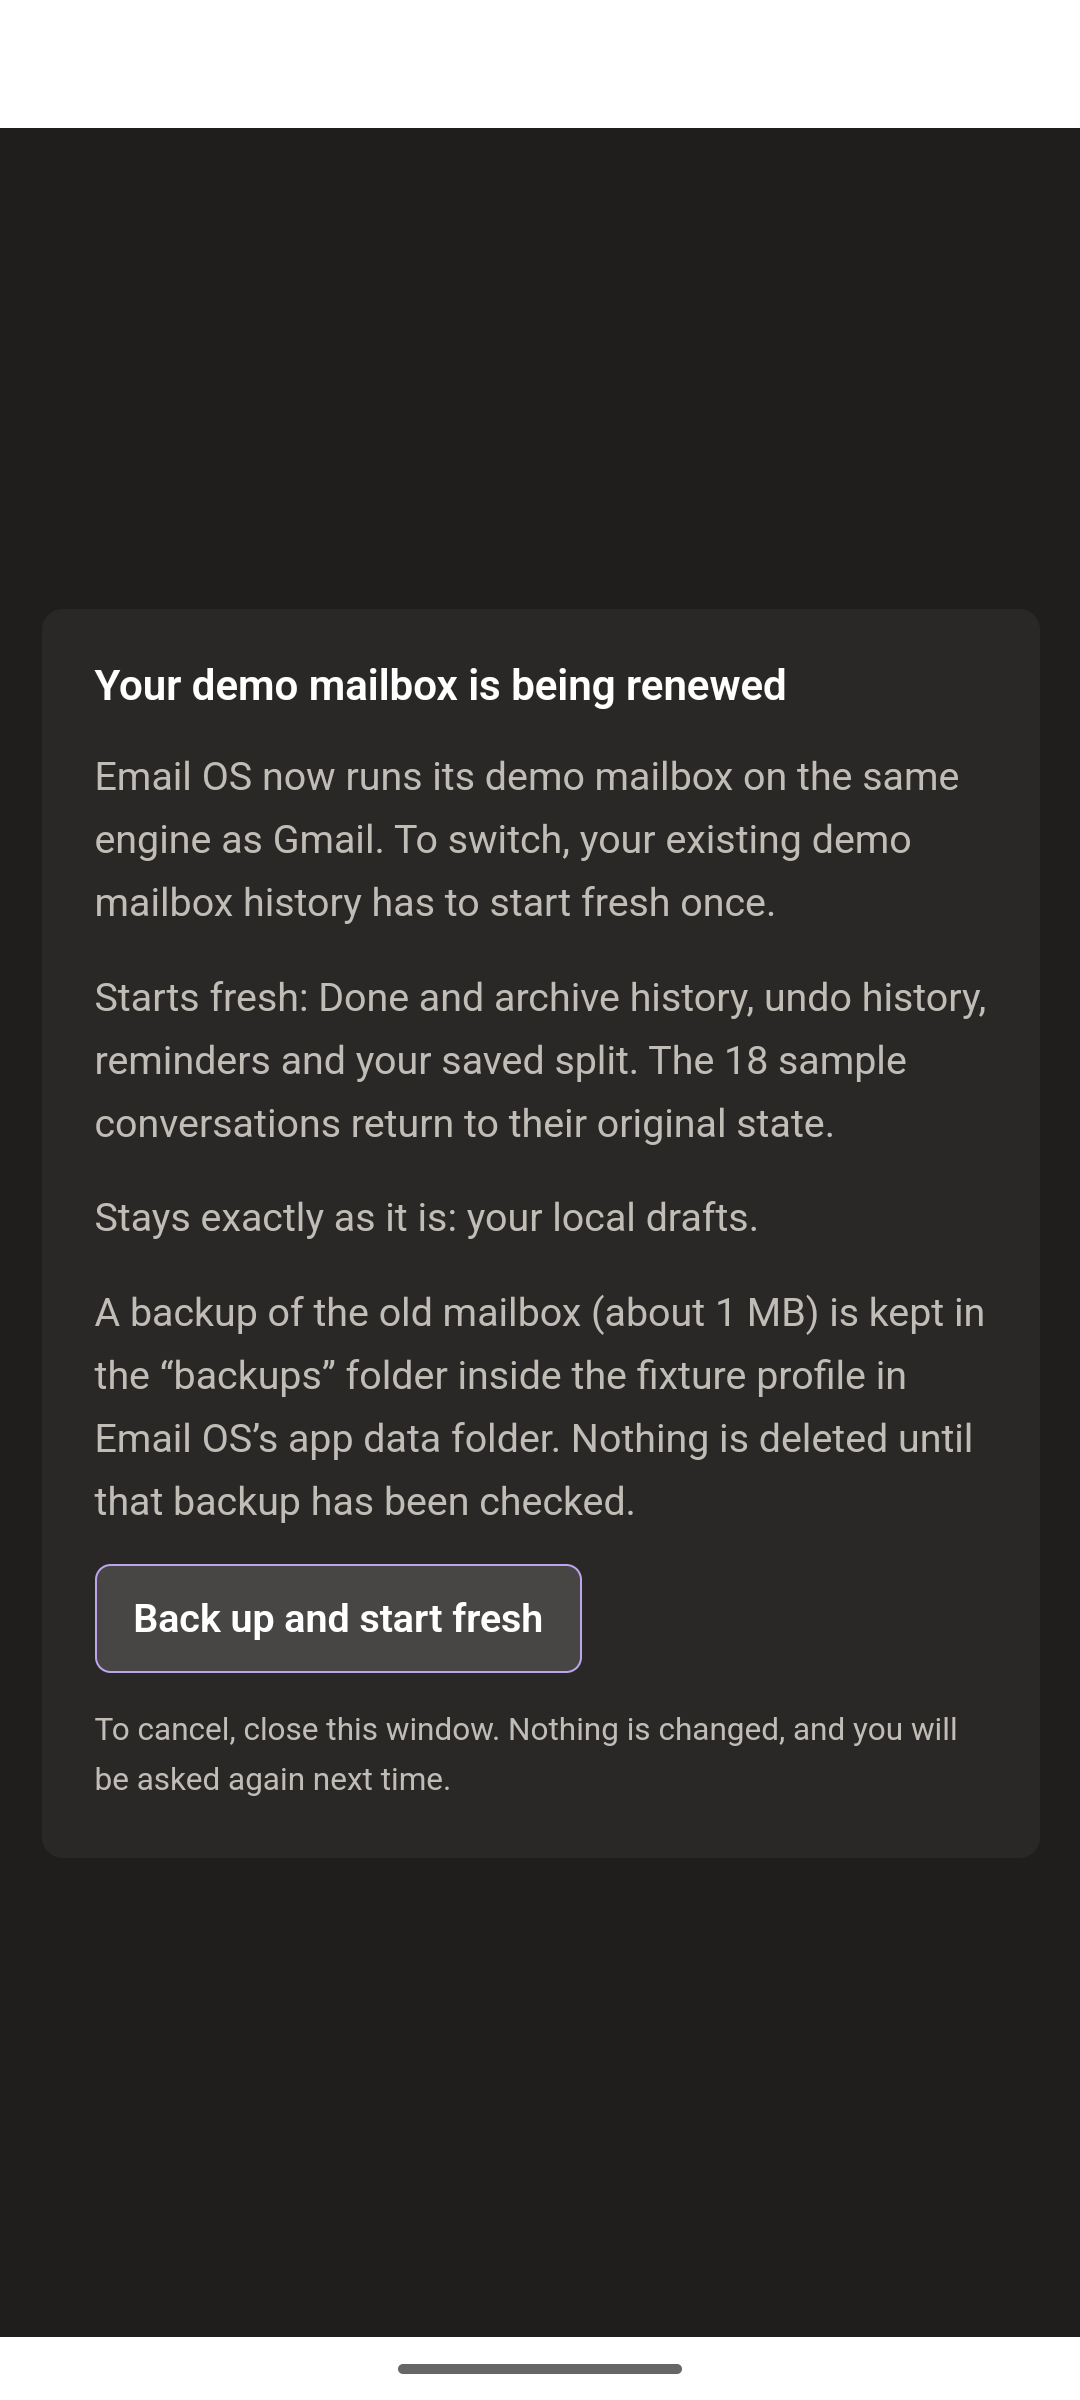 Your demo mailbox is being renewed
Email OS now runs its demo mailbox on the same
engine as Gmail. To switch, your existing demo
mailbox history has to start fresh once.
Starts fresh: Done and archive history, undo history,
reminders and your saved split. The 18 sample
conversations return to their original state.
Stays exactly as it is: your local drafts.
A backup of the old mailbox (about 1 MB) is kept in
the “backups” folder inside the fixture profile in
Email OS’s app data folder. Nothing is deleted until
that backup has been checked.
Back up and start fresh
To cancel, close this window. Nothing is changed, and you will
be asked again next time.